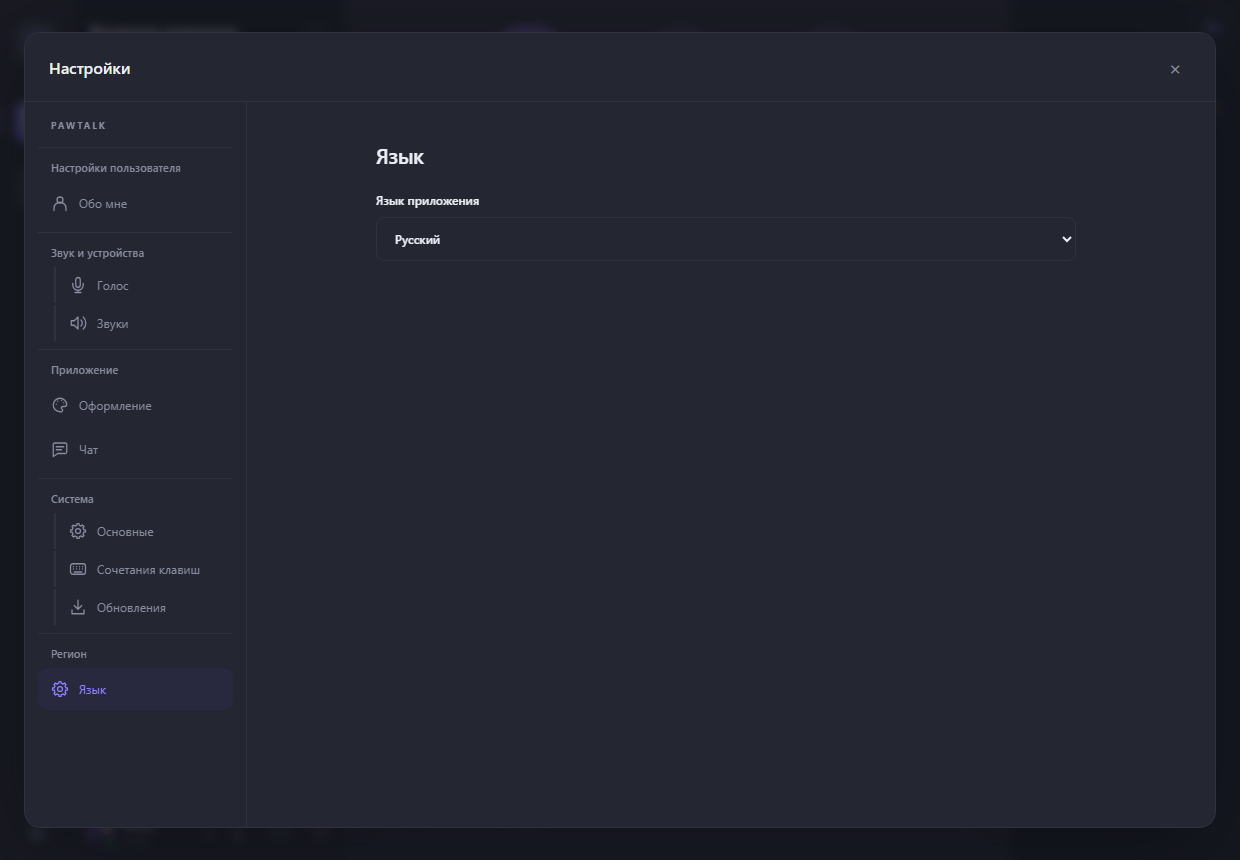 Настройки
PAWTALK
Настройки пользователя
Обо мне
Звук и устройства
Голос
Звуки
Приложение
Оформление
Чат
Система
Основные
Сочетания клавиш
Обновления
Регион
Язык
Язык
Язык приложения
Русский